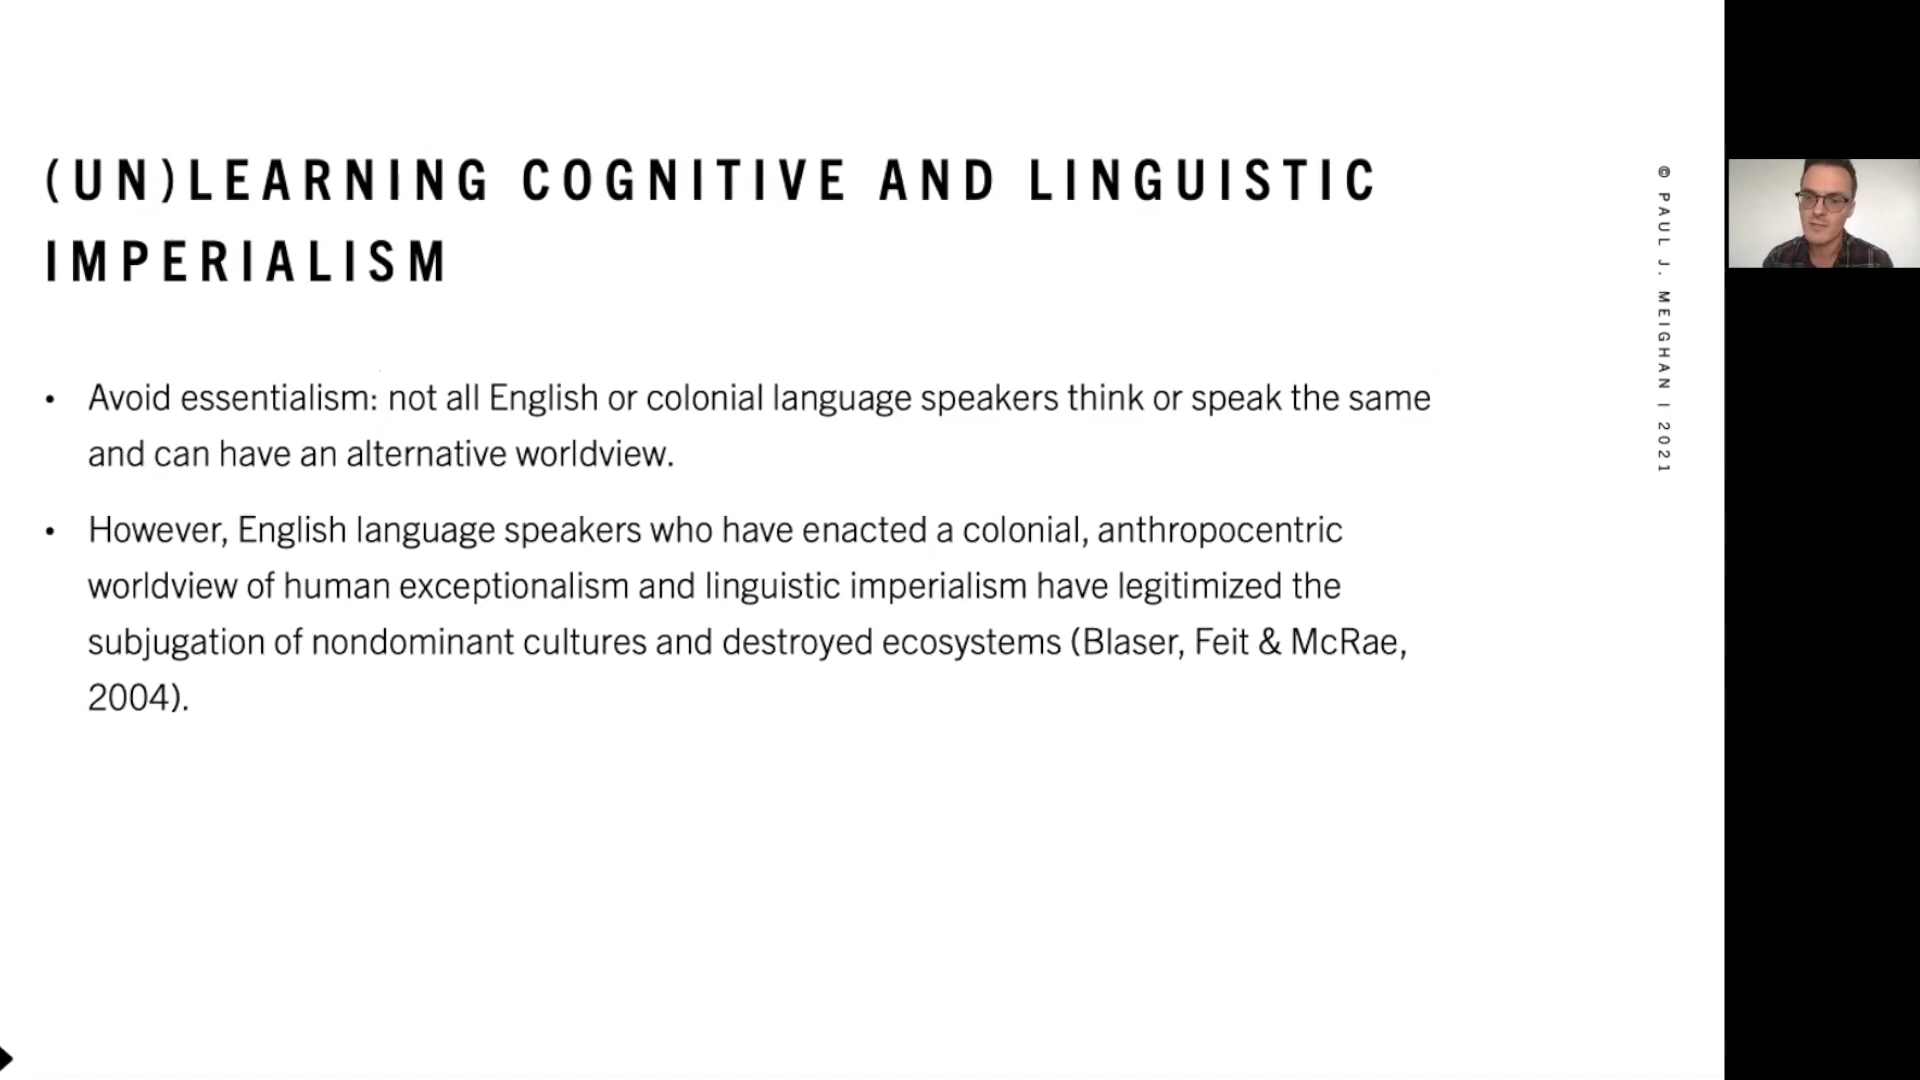 (UN)LEARNING COGNITIVE AND LINGUISTIC
IMPERIALISM
• Avoid essentialism: not all English or colonial language speakers think or speak the same
and can have an alternative worldview.
• However, English language speakers who have enacted a colonial, anthropocentric
worldview of human exceptionalism and linguistic imperialism have legitimized the
subjugation of nondominant cultures and destroyed ecosystems (Blaser, Feit & McRae,
2004).
© PAUL J. MEIGHAN | 2021